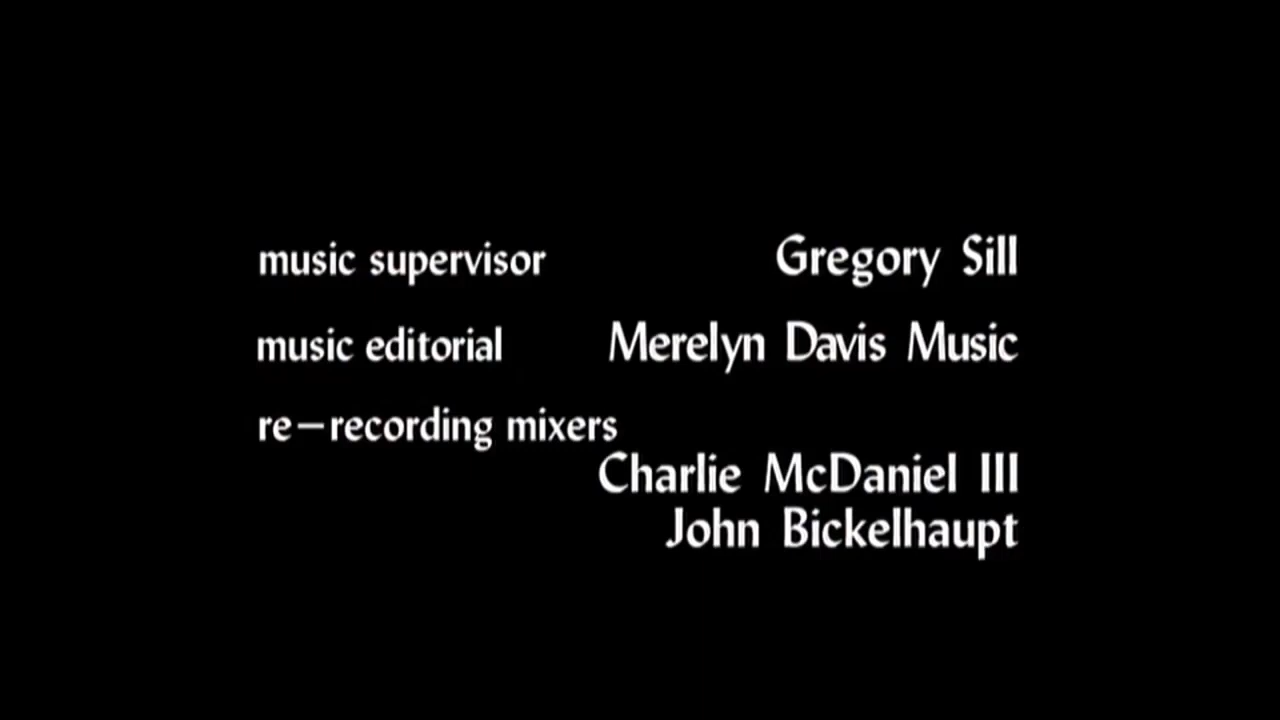 music supervisor Gregory Sill
music editorial Merelyn Davis Music
re-recording mixers
Charlie McDaniel III
John Bickelhaupt